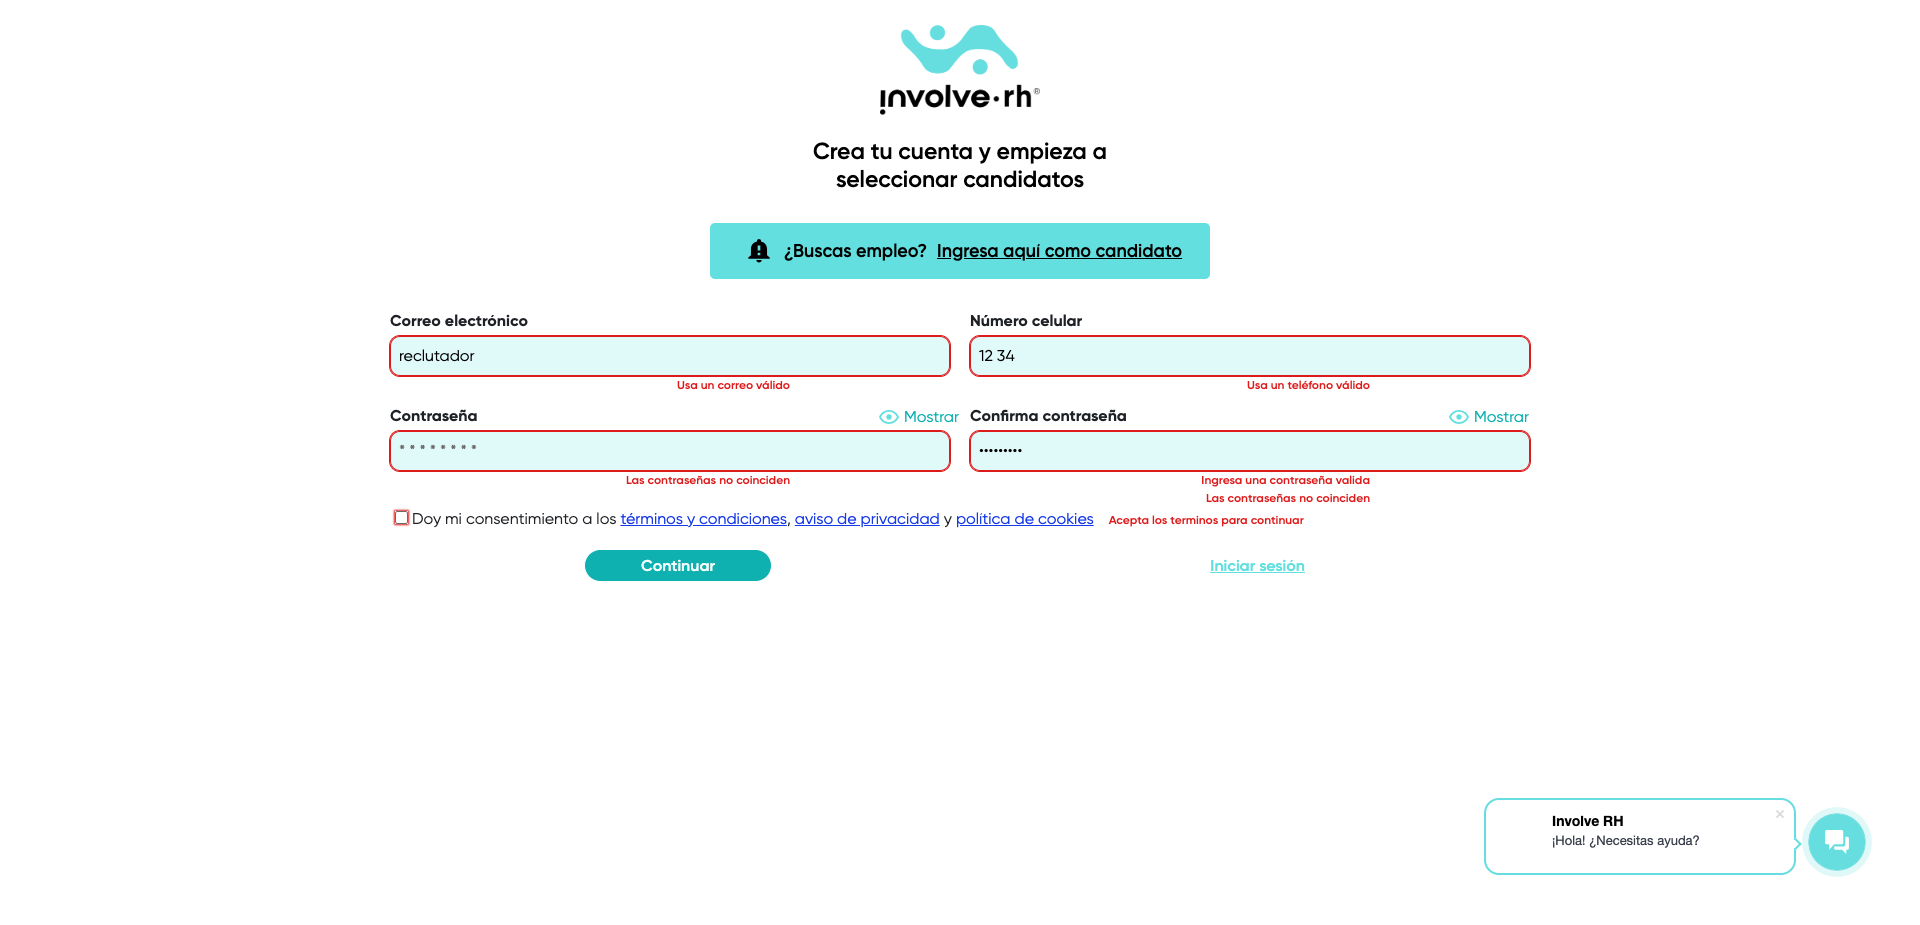 involve·rh®
Crea tu cuenta y empieza a
seleccionar candidatos
¿Buscas empleo? Ingresa aquí como candidato
Correo electrónico
Número celular
reclutador
12 34
Usa un correo válido
Usa un teléfono válido
Contraseña
Mostrar
Confirma contraseña
Mostrar
* * * * * * * *
•••••••••
Las contraseñas no coinciden
Ingresa una contraseña valida
Las contraseñas no coinciden
Doy mi consentimiento a los términos y condiciones, aviso de privacidad y política de cookies
Acepta los terminos para continuar
Continuar
Iniciar sesión
Involve RH
¡Hola! ¿Necesitas ayuda?